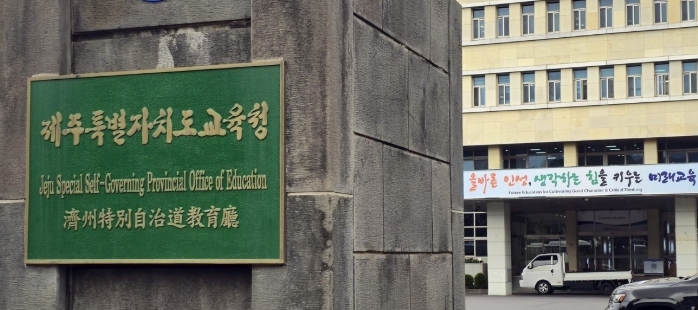 제주특별자치도교육청
Jeju Special Self-Governing Provincial Office of Education
濟州特別自治道敎育廳
올바른 인성, 생각하는 힘을 키우는 미래교육
Future Education for Cultivating Good Character & Critical Thinking